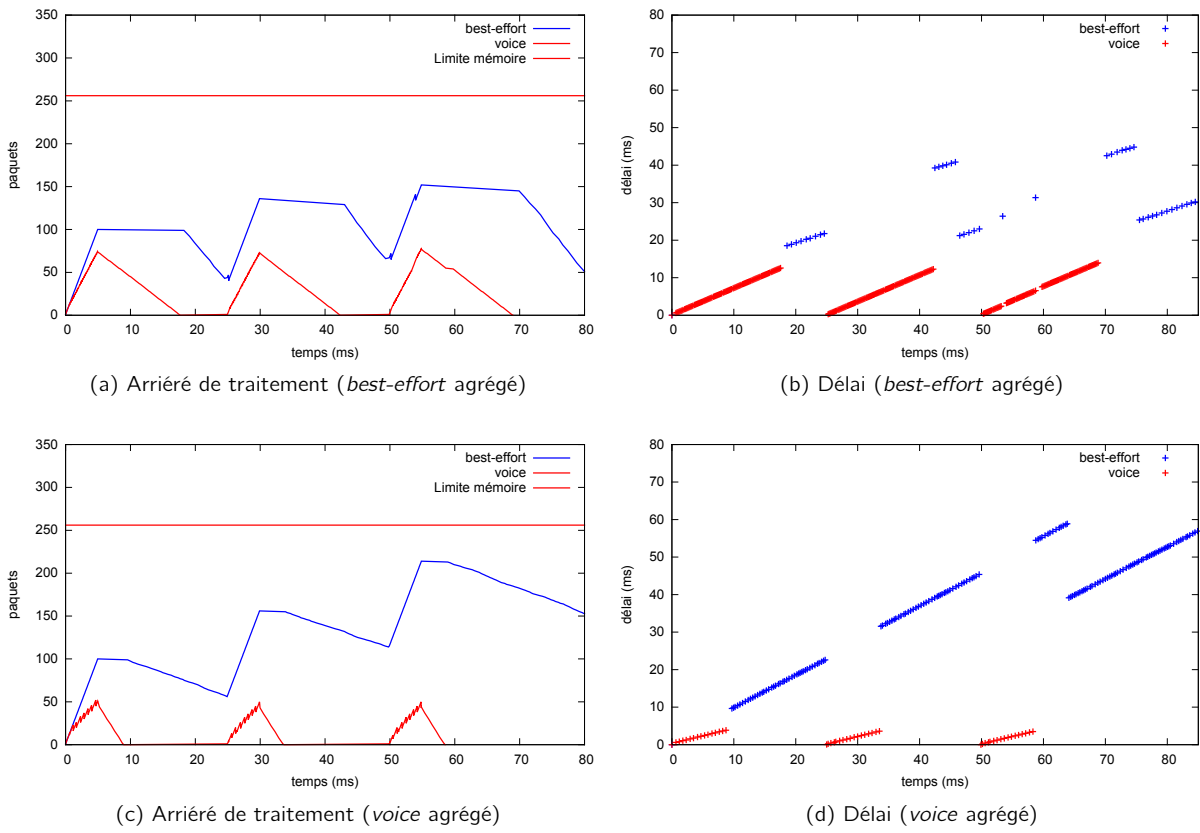 350
300
250
200
150
100
50
0
paquets
0 10 20 30 40 50 60 70 80
temps (ms)
best-effort
voice
Limite mémoire
(a) Arriéré de traitement (best-effort agrégé)
80
70
60
50
40
30
20
10
0
délai (ms)
0 10 20 30 40 50 60 70 80
temps (ms)
best-effort
voice
(b) Délai (best-effort agrégé)
350
300
250
200
150
100
50
0
paquets
0 10 20 30 40 50 60 70 80
temps (ms)
best-effort
voice
Limite mémoire
(c) Arriéré de traitement (voice agrégé)
80
70
60
50
40
30
20
10
0
délai (ms)
0 10 20 30 40 50 60 70 80
temps (ms)
best-effort
voice
(d) Délai (voice agrégé)